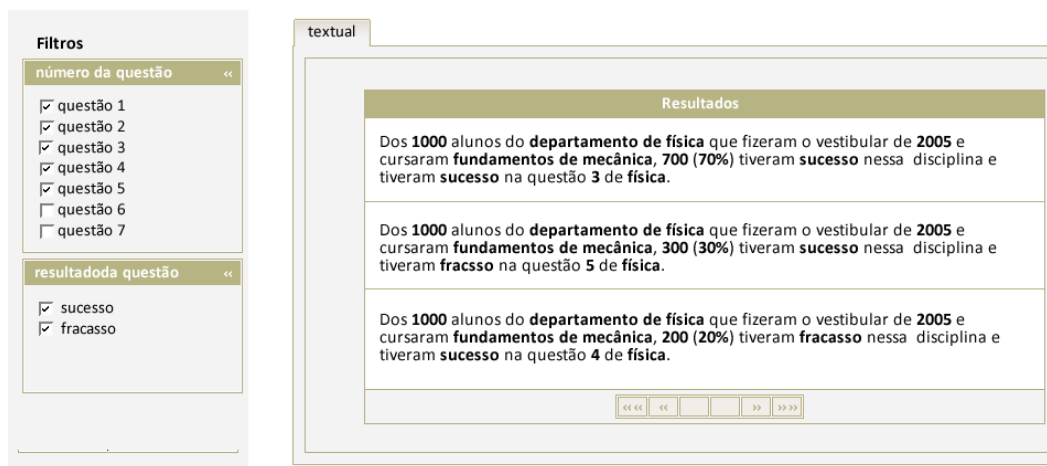 Filtros
número da questão «
questão 1
questão 2
questão 3
questão 4
questão 5
questão 6
questão 7
resultadoda questão «
sucesso
fracasso
textual
Resultados
Dos 1000 alunos do departamento de física que fizeram o vestibular de 2005 e
cursaram fundamentos de mecânica, 700 (70%) tiveram sucesso nessa disciplina e
tiveram sucesso na questão 3 de física.
Dos 1000 alunos do departamento de física que fizeram o vestibular de 2005 e
cursaram fundamentos de mecânica, 300 (30%) tiveram sucesso nessa disciplina e
tiveram fracsso na questão 5 de física.
Dos 1000 alunos do departamento de física que fizeram o vestibular de 2005 e
cursaram fundamentos de mecânica, 200 (20%) tiveram fracasso nessa disciplina e
tiveram sucesso na questão 4 de física.
«« « » »»